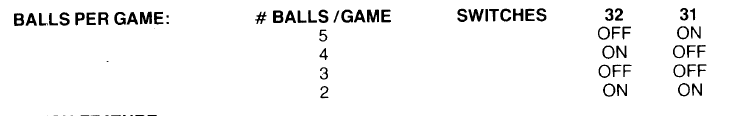 BALLS PER GAME: # BALLS /GAME SWITCHES 32 31
5 OFF ON
4 ON OFF
3 OFF OFF
2 ON ON